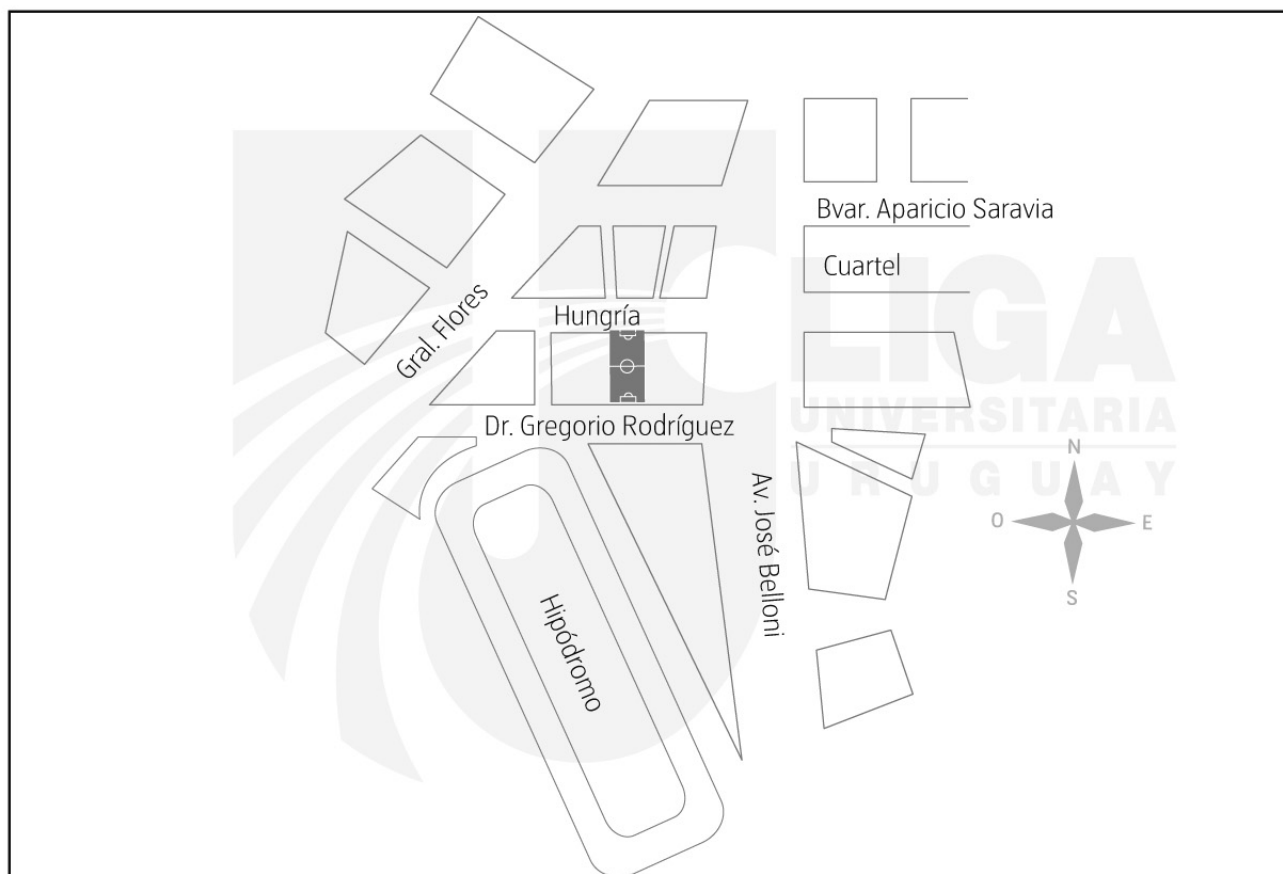 Bvar. Aparicio Saravia
Cuartel
LIGA
Gral. Flores
Hungría
UNIVERSITARIA
Dr. Gregorio Rodríguez
URUGUAY
Av. José Belloni
N
O
E
S
Hipódromo